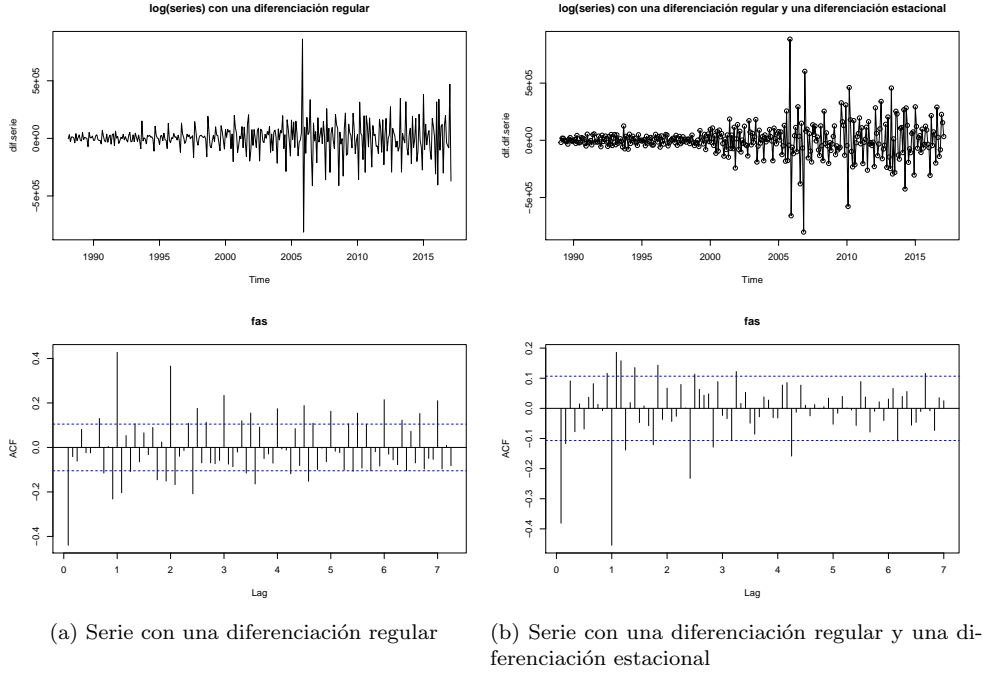 log(series) con una diferenciación regular
dif.serie
5e+05
0e+00
−5e+05
1990 1995 2000 2005 2010 2015
Time
fas
ACF
0.4
0.2
0.0
−0.2
−0.4
0 1 2 3 4 5 6 7
Lag
(a) Serie con una diferenciación regular
log(series) con una diferenciación regular y una diferenciación estacional
dif.dif.serie
5e+05
0e+00
−5e+05
1990 1995 2000 2005 2010 2015
Time
fas
ACF
0.2
0.1
0.0
−0.1
−0.2
−0.3
−0.4
0 1 2 3 4 5 6 7
Lag
(b) Serie con una diferenciación regular y una di-
ferenciación estacional